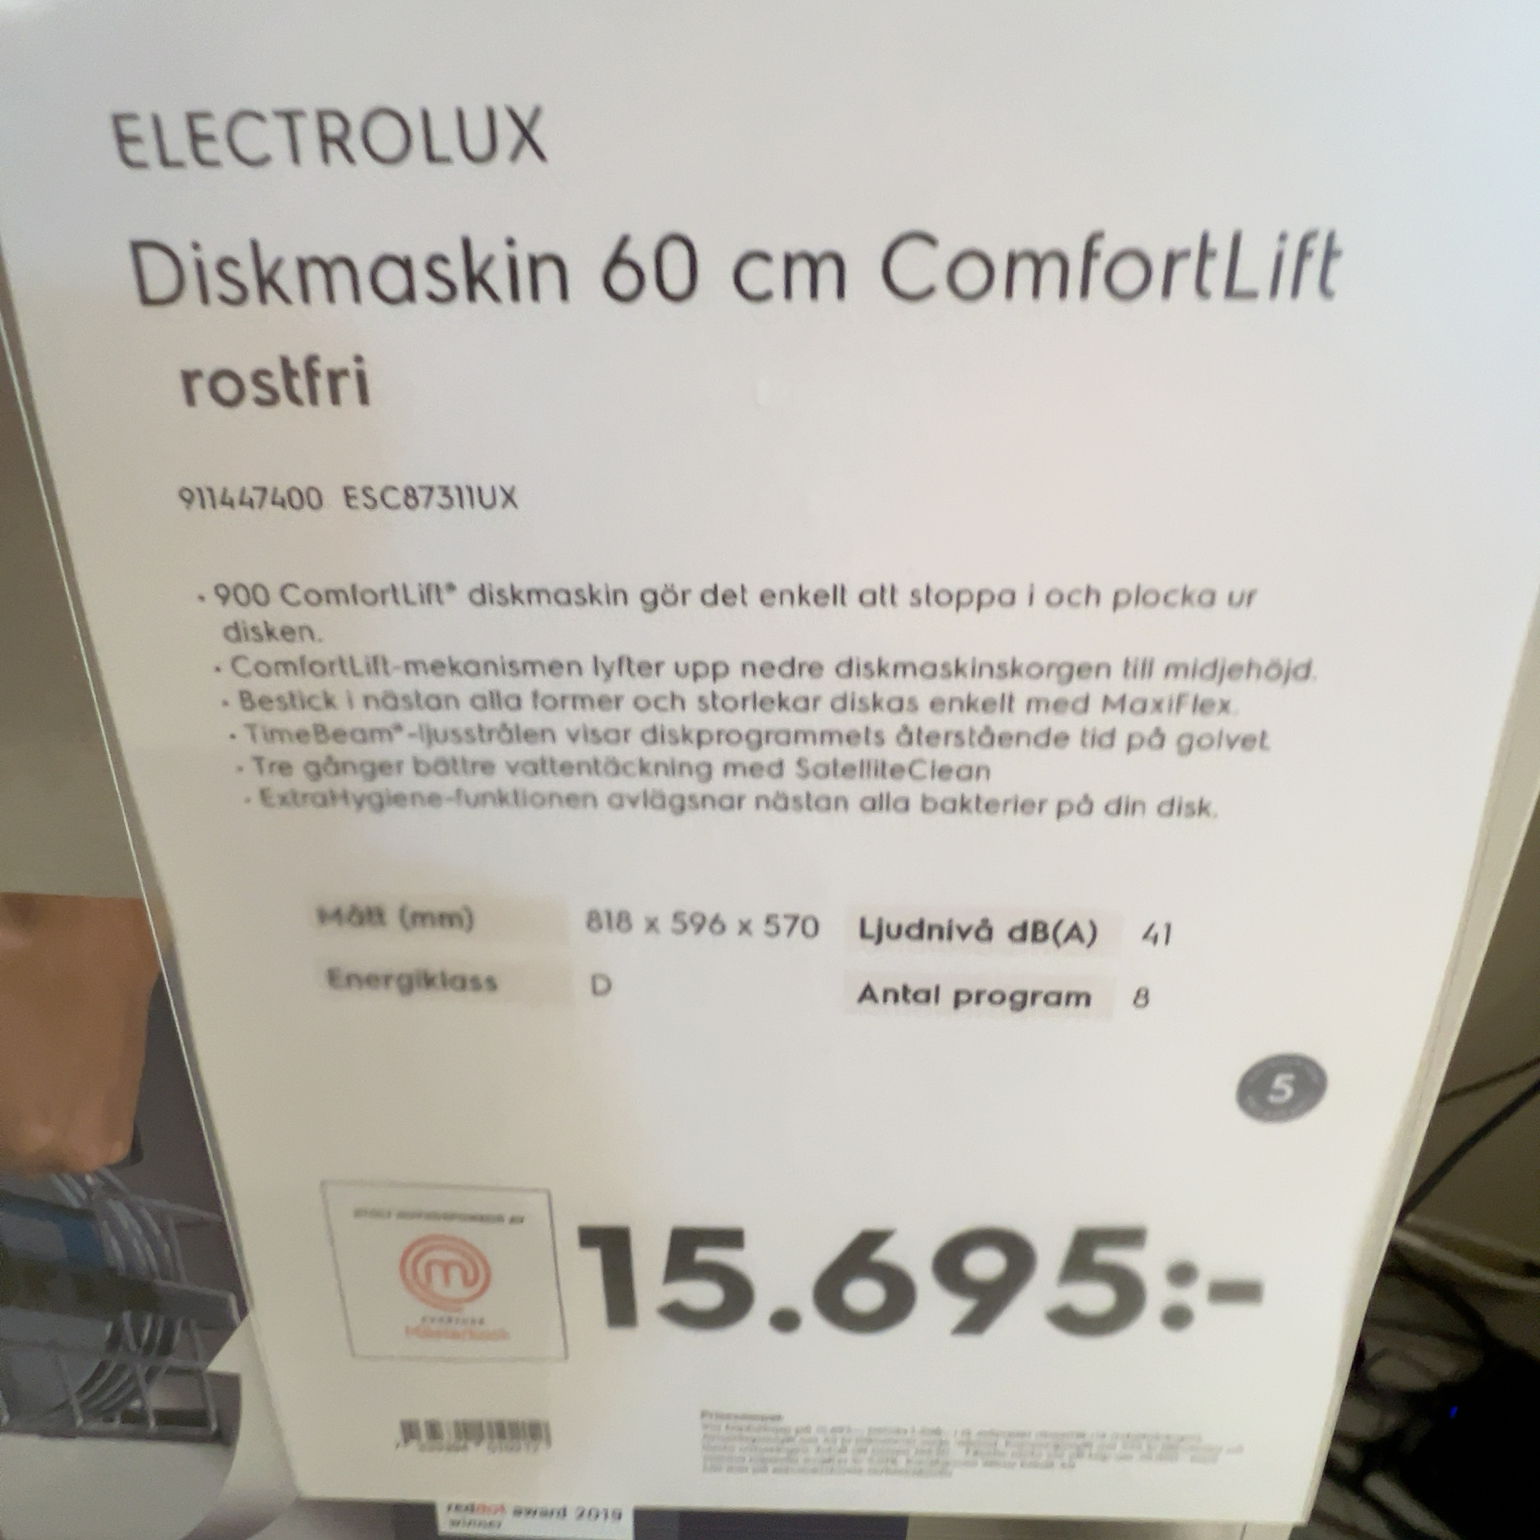 ELECTROLUX
Diskmaskin 60 cm ComfortLift
rostfri
911447400 ESC87311UX
• 900 ComfortLift® diskmaskin gör det enkelt att stoppa i och plocka ur
disken.
• ComfortLift-mekanismen lyfter upp nedre diskmaskinskorgen till midjehöjd.
• Bestick i nästan alla former och storlekar diskas enkelt med MaxiFlex.
• TimeBeam®-ljusstrålen visar diskprogrammets återstående tid på golvet
• Tre gånger bättre vattentäckning med SatelliteClean
• ExtraHygiene-funktionen avlägsnar nästan alla bakterier på din disk.
Mått (mm) 818 x 596 x 570 Ljudnivå dB(A) 41
Energiklass D Antal program 8
5
m
15.695:-
reddot award 2019
winner